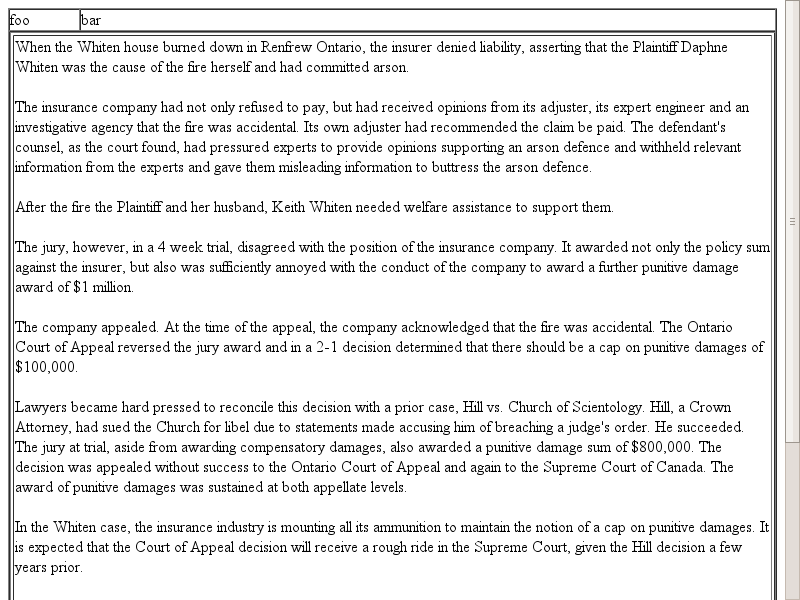 foo bar
When the Whiten house burned down in Renfrew Ontario, the insurer denied liability, asserting that the Plaintiff Daphne
Whiten was the cause of the fire herself and had committed arson.
The insurance company had not only refused to pay, but had received opinions from its adjuster, its expert engineer and an
investigative agency that the fire was accidental. Its own adjuster had recommended the claim be paid. The defendant's
counsel, as the court found, had pressured experts to provide opinions supporting an arson defence and withheld relevant
information from the experts and gave them misleading information to buttress the arson defence.
After the fire the Plaintiff and her husband, Keith Whiten needed welfare assistance to support them.
The jury, however, in a 4 week trial, disagreed with the position of the insurance company. It awarded not only the policy sum
against the insurer, but also was sufficiently annoyed with the conduct of the company to award a further punitive damage
award of $1 million.
The company appealed. At the time of the appeal, the company acknowledged that the fire was accidental. The Ontario
Court of Appeal reversed the jury award and in a 2-1 decision determined that there should be a cap on punitive damages of
$100,000.
Lawyers became hard pressed to reconcile this decision with a prior case, Hill vs. Church of Scientology. Hill, a Crown
Attorney, had sued the Church for libel due to statements made accusing him of breaching a judge's order. He succeeded.
The jury at trial, aside from awarding compensatory damages, also awarded a punitive damage sum of $800,000. The
decision was appealed without success to the Ontario Court of Appeal and again to the Supreme Court of Canada. The
award of punitive damages was sustained at both appellate levels.
In the Whiten case, the insurance industry is mounting all its ammunition to maintain the notion of a cap on punitive damages. It
is expected that the Court of Appeal decision will receive a rough ride in the Supreme Court, given the Hill decision a few
years prior.